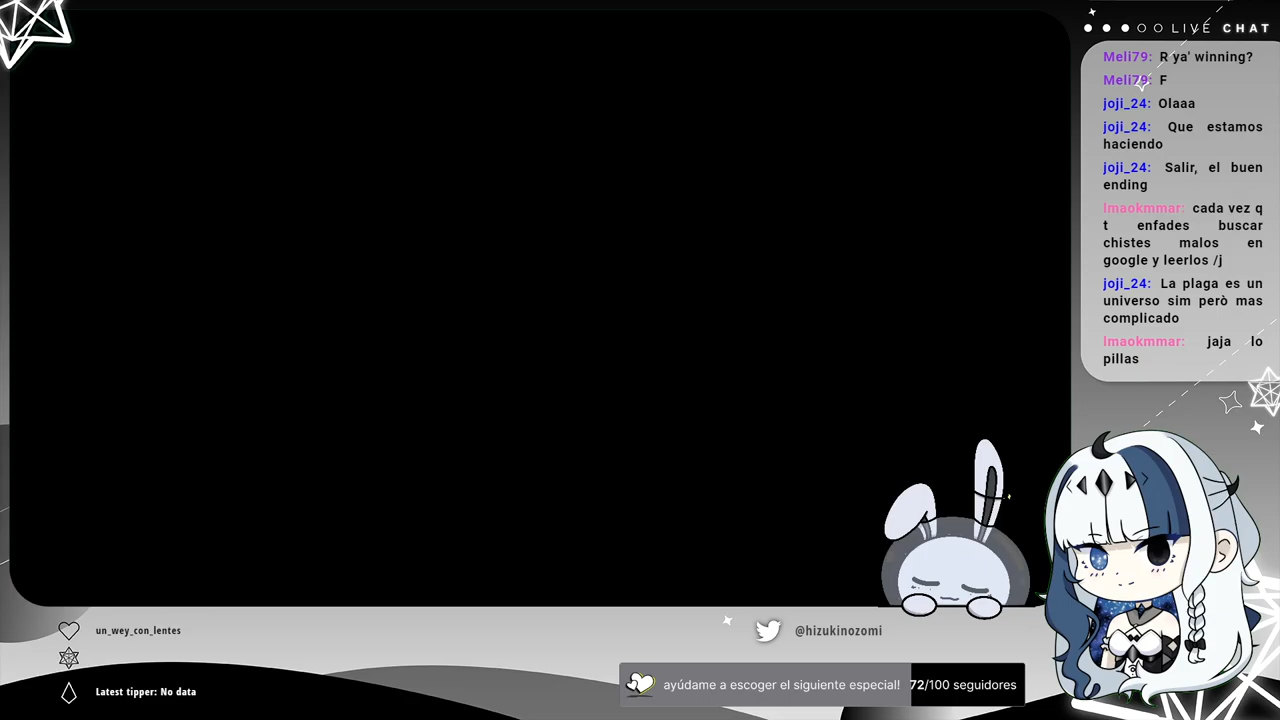 LIVE CHAT
Meli79: R ya' winning?
Meli79: F
joji_24: Olaaa
joji_24: Que estamos
haciendo
joji_24: Salir, el buen
ending
lmaokmmar: cada vez q
t enfades buscar
chistes malos en
google y leerlos /j
joji_24: La plaga es un
universo sim però mas
complicado
lmaokmmar: jaja lo
pillas
un_wey_con_lentes
@hizukinozomi
ayúdame a escoger el siguiente especial! 72/100 seguidores
Latest tipper: No data